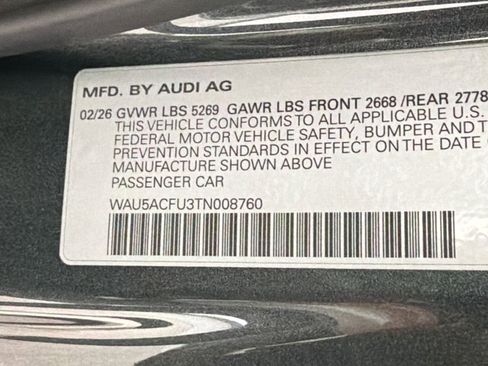 MFD. BY AUDI AG
02/26 GVWR LBS 5269 GAWR LBS FRONT 2668 /REAR 2778
THIS VEHICLE CONFORMS TO ALL APPLICABLE U.S.
FEDERAL MOTOR VEHICLE SAFETY, BUMPER AND T
PREVENTION STANDARDS IN EFFECT ON THE DATE
MANUFACTURE SHOWN ABOVE
PASSENGER CAR
WAU5ACFU3TN008760